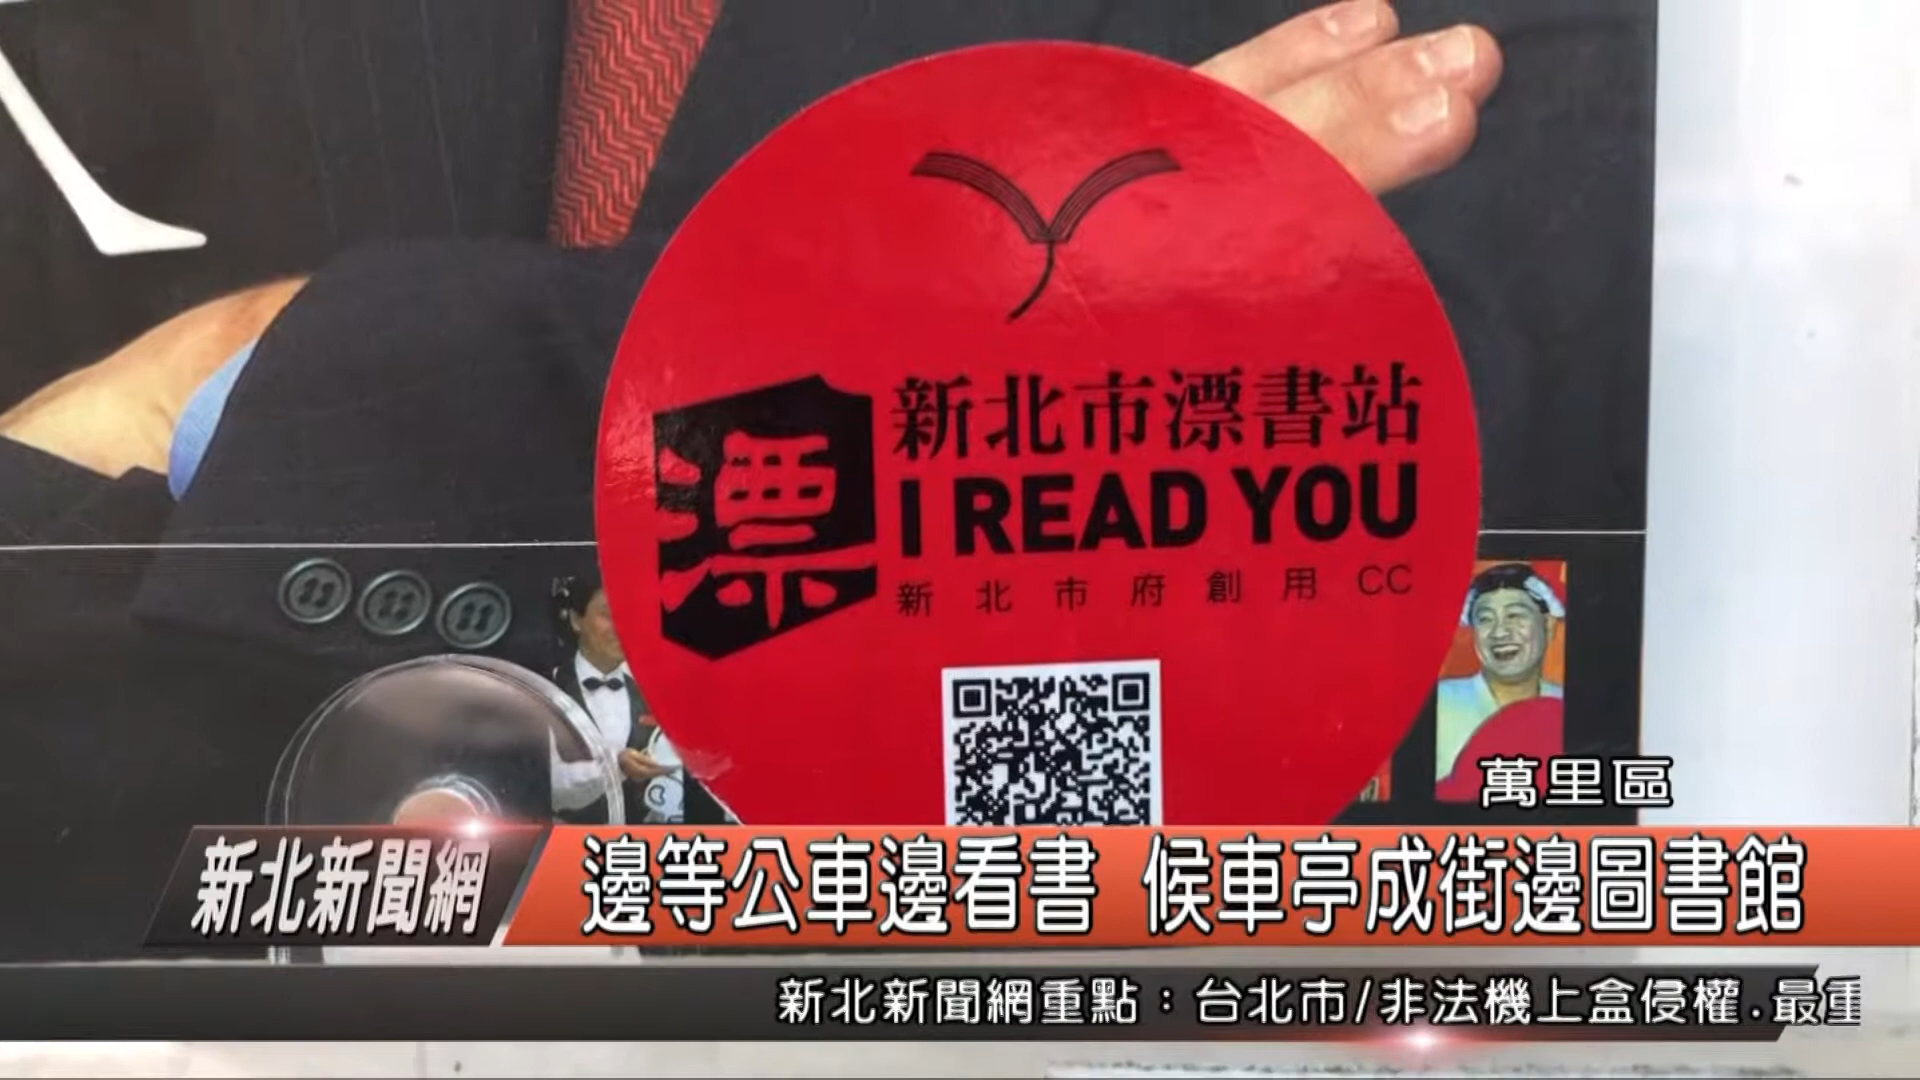 漂
新北市漂書站
I READ YOU
新北市府創用CC
萬里區
新北新聞網
邊等公車邊看書 候車亭成街邊圖書館
新北新聞網重點：台北市/非法機上盒侵權.最重